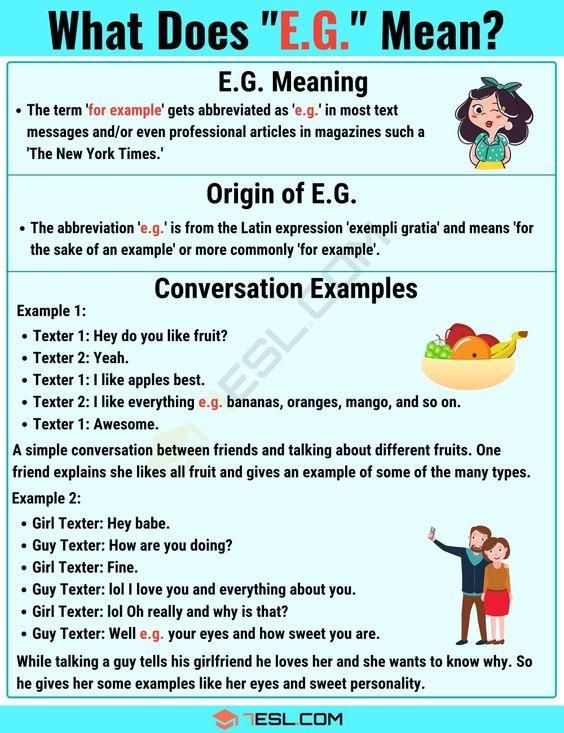 What Does "E.G." Mean?
E.G. Meaning
• The term 'for example' gets abbreviated as 'e.g.' in most text
messages and/or even professional articles in magazines such a
'The New York Times.'
Origin of E.G.
• The abbreviation 'e.g.' is from the Latin expression 'exempli gratia' and means 'for
the sake of an example' or more commonly 'for example'.
Conversation Examples
Example 1:
• Texter 1: Hey do you like fruit?
• Texter 2: Yeah.
• Texter 1: I like apples best.
• Texter 2: I like everything e.g. bananas, oranges, mango, and so on.
• Texter 1: Awesome.
A simple conversation between friends and talking about different fruits. One
friend explains she likes all fruit and gives an example of some of the many types.
Example 2:
• Girl Texter: Hey babe.
• Guy Texter: How are you doing?
• Girl Texter: Fine.
• Guy Texter: lol I love you and everything about you.
• Girl Texter: lol Oh really and why is that?
• Guy Texter: Well e.g. your eyes and how sweet you are.
While talking a guy tells his girlfriend he loves her and she wants to know why. So
he gives her some examples like her eyes and sweet personality.
7ESL.COM
7ESL.COM